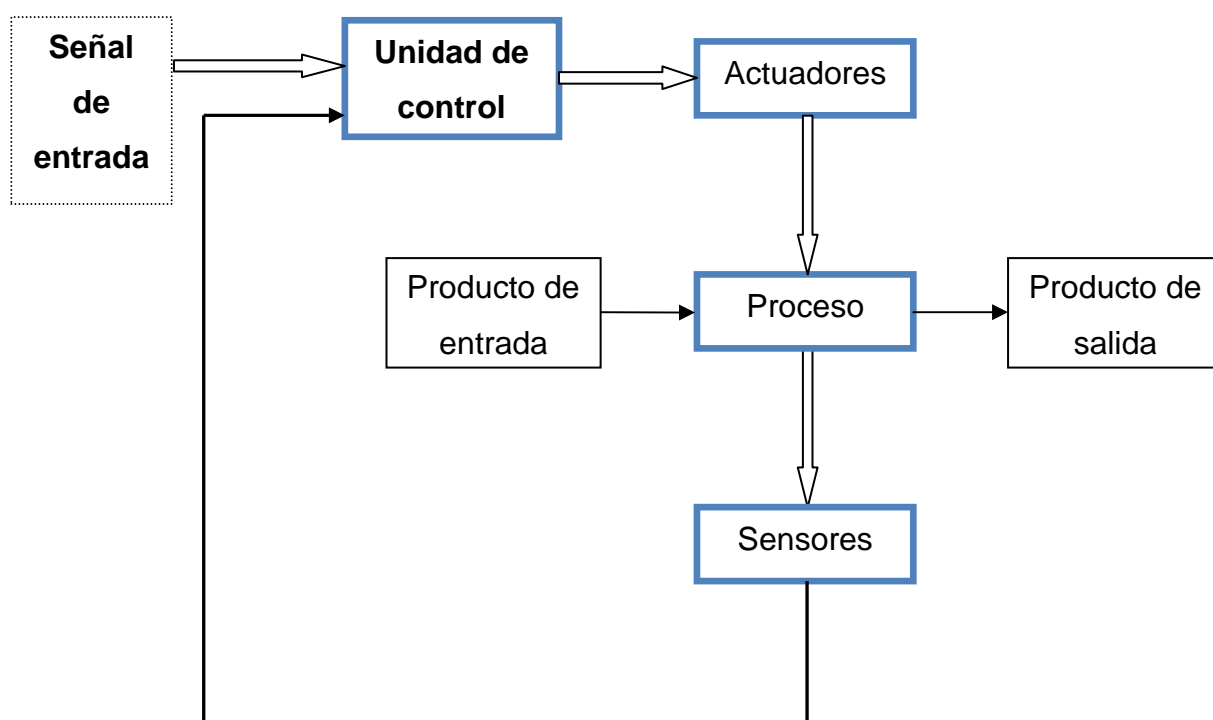 Señal
de
entrada
Unidad de
control
Actuadores
Producto de
entrada
Proceso
Producto de
salida
Sensores